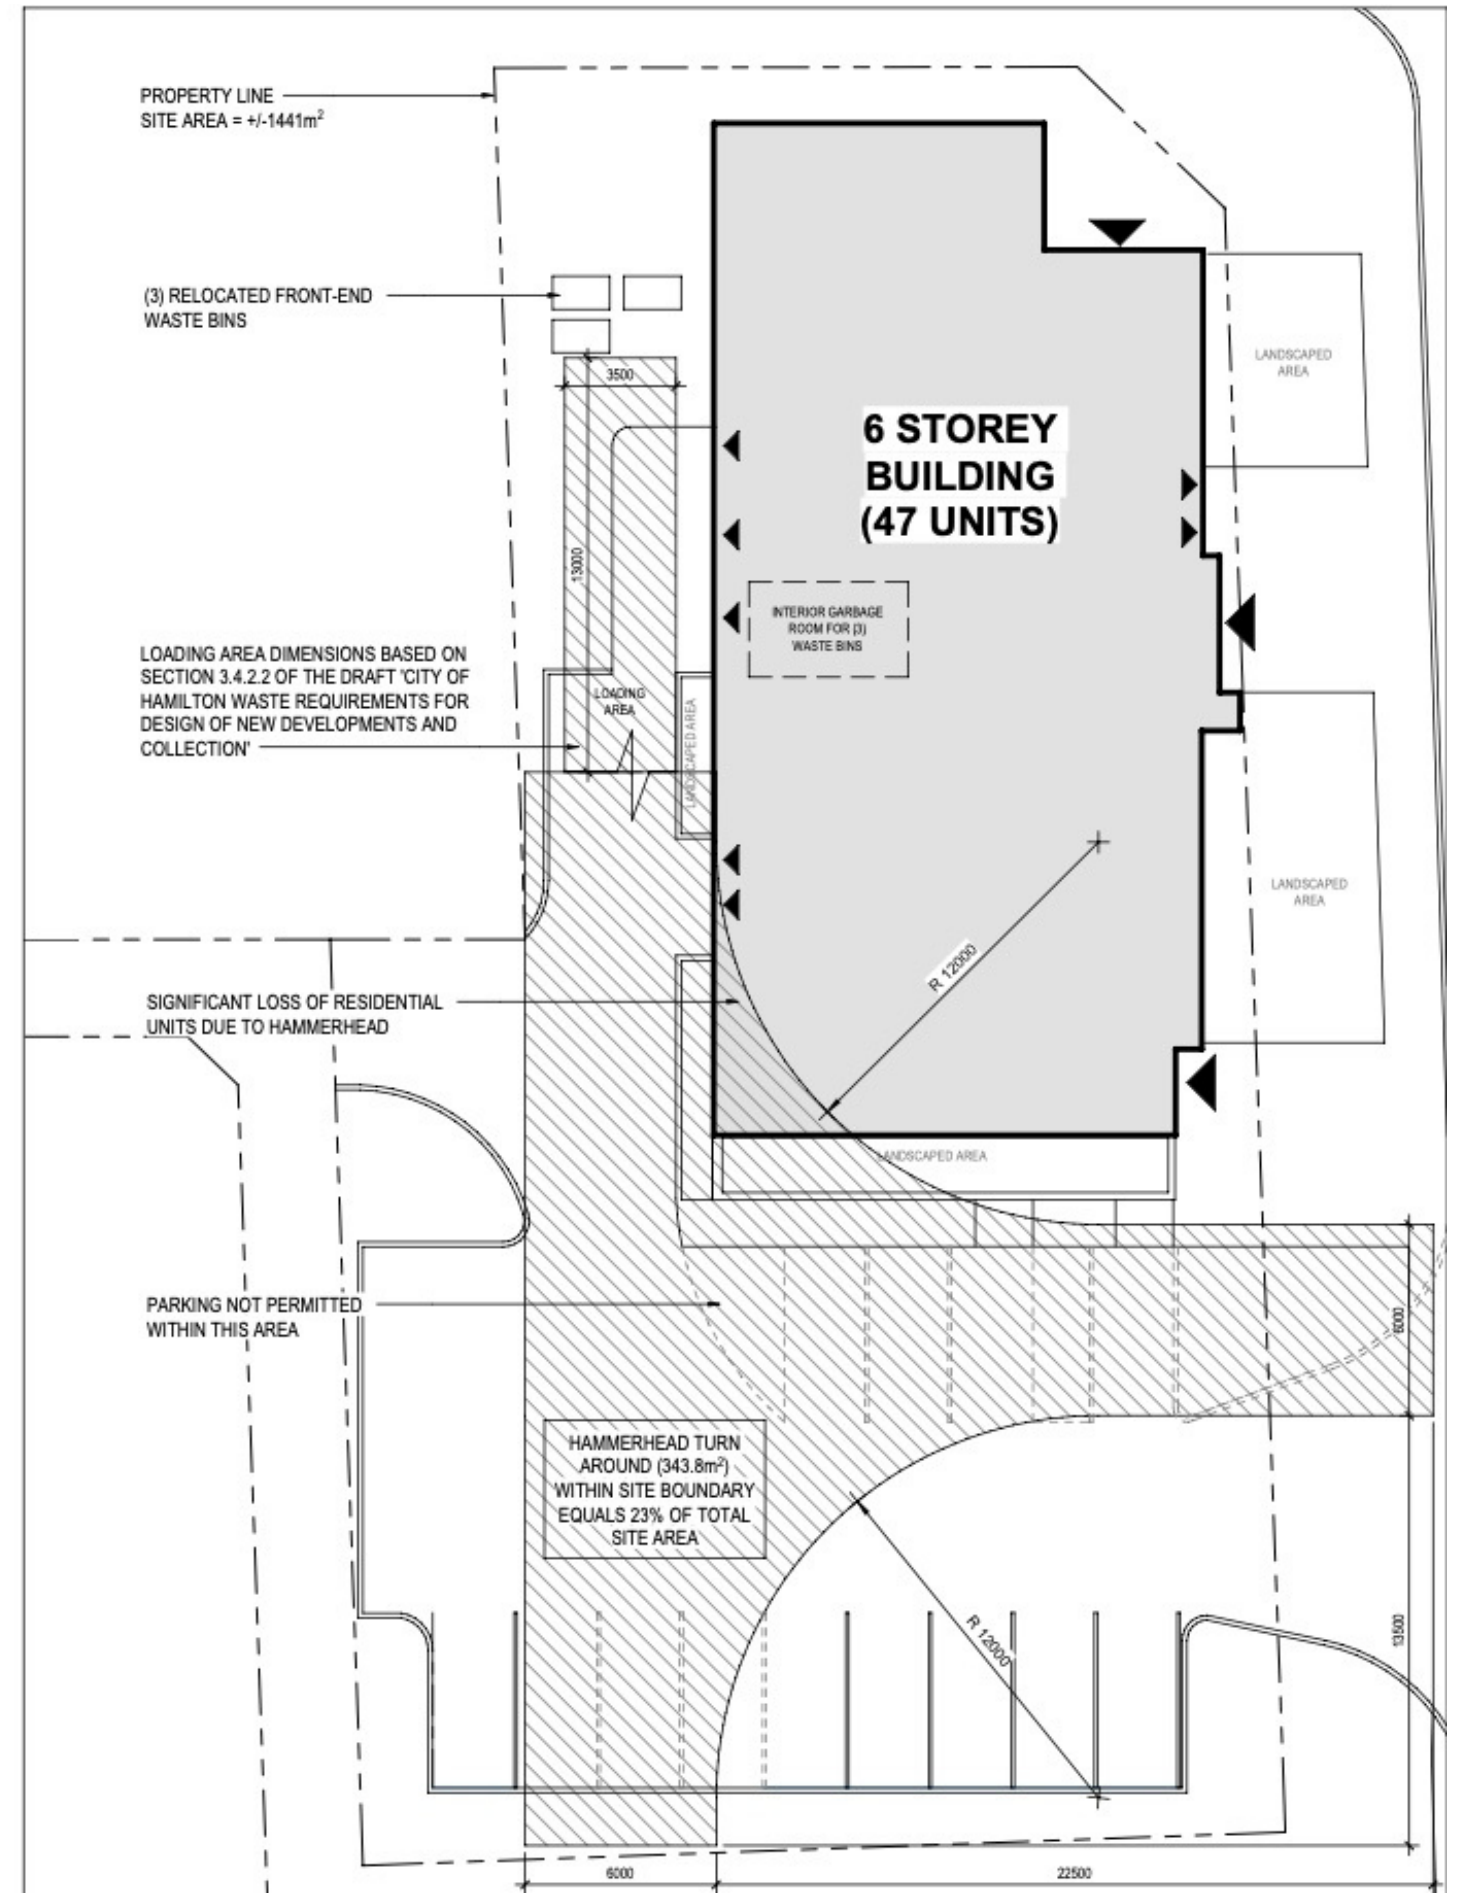 PROPERTY LINE
SITE AREA = +/-1441m²
(3) RELOCATED FRONT-END
WASTE BINS
3500
LANDSCAPED
AREA
6 STOREY
BUILDING
(47 UNITS)
13000
INTERIOR GARBAGE
ROOM FOR (3)
WASTE BINS
LOADING AREA DIMENSIONS BASED ON
SECTION 3.4.2.2 OF THE DRAFT 'CITY OF
HAMILTON WASTE REQUIREMENTS FOR
DESIGN OF NEW DEVELOPMENTS AND
COLLECTION'
LOADING
AREA
LANDSCAPED AREA
LANDSCAPED
AREA
R 12000
SIGNIFICANT LOSS OF RESIDENTIAL
UNITS DUE TO HAMMERHEAD
LANDSCAPED AREA
PARKING NOT PERMITTED
WITHIN THIS AREA
6000
HAMMERHEAD TURN
AROUND (343.8m²)
WITHIN SITE BOUNDARY
EQUALS 23% OF TOTAL
SITE AREA
R 12000
13500
6000
22500